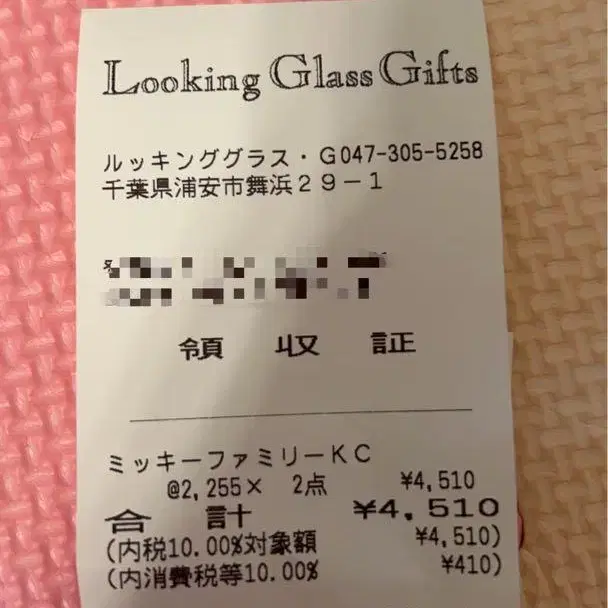 Looking Glass Gifts
ルッキンググラス・G047-305-5258
千葉県浦安市舞浜29-1
領 収 証
ミッキーファミリーKC
@2,255× 2点 ¥4,510
合 計 ¥4,510
(内税10.00%対象額 ¥4,510)
(内消費税等10.00% ¥410)